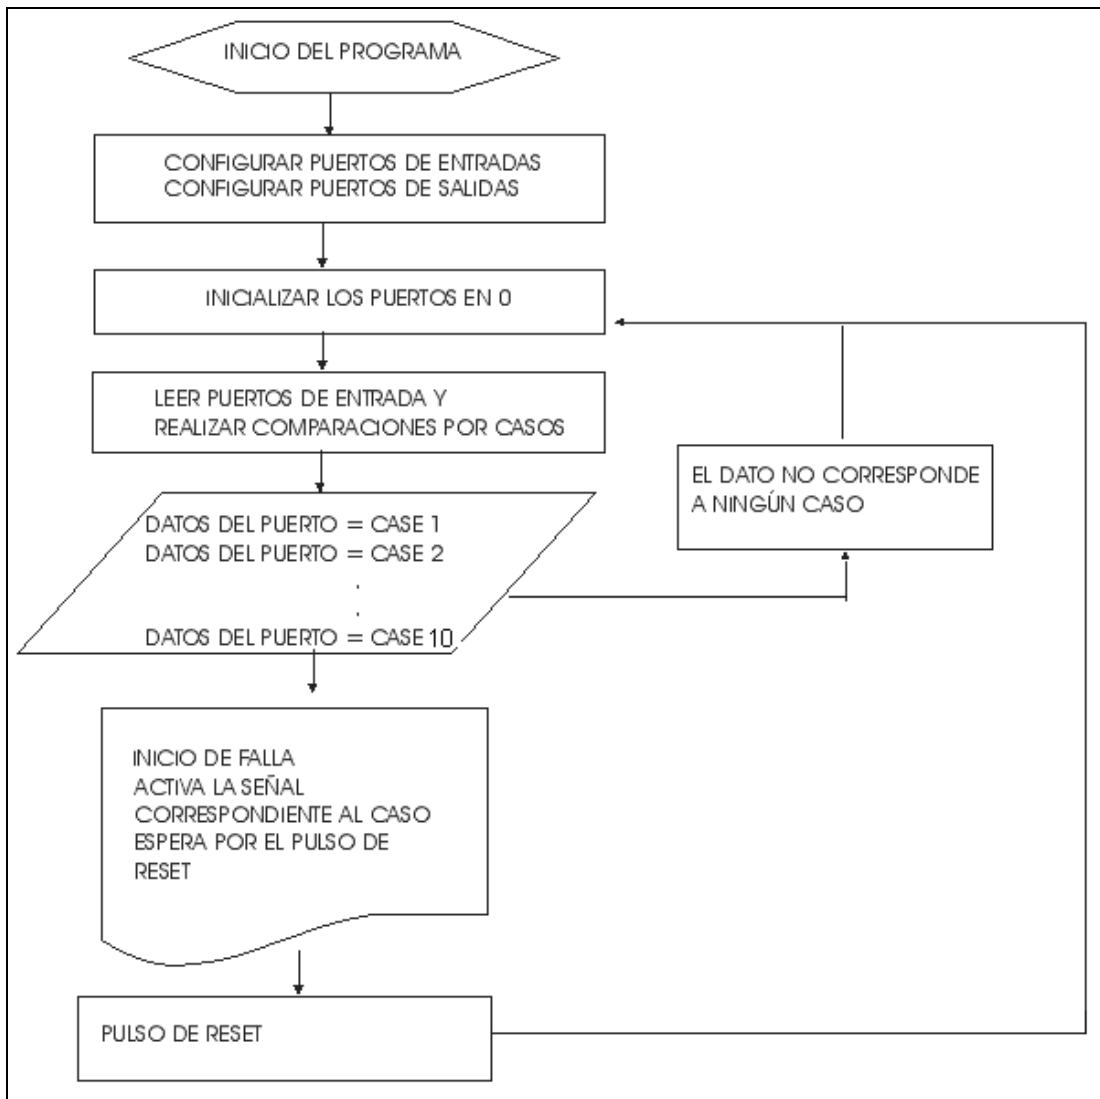 INICIO DEL PROGRAMA
CONFIGURAR PUERTOS DE ENTRADAS
CONFIGURAR PUERTOS DE SALIDAS
INICIALIZAR LOS PUERTOS EN 0
LEER PUERTOS DE ENTRADA Y
REALIZAR COMPARACIONES POR CASOS
EL DATO NO CORRESPONDE
A NINGÚN CASO
DATOS DEL PUERTO = CASE 1
DATOS DEL PUERTO = CASE 2
.
.
DATOS DEL PUERTO = CASE 10
INICIO DE FALLA
ACTIVA LA SEÑAL
CORRESPONDIENTE AL CASO
ESPERA POR EL PULSO DE
RESET
PULSO DE RESET